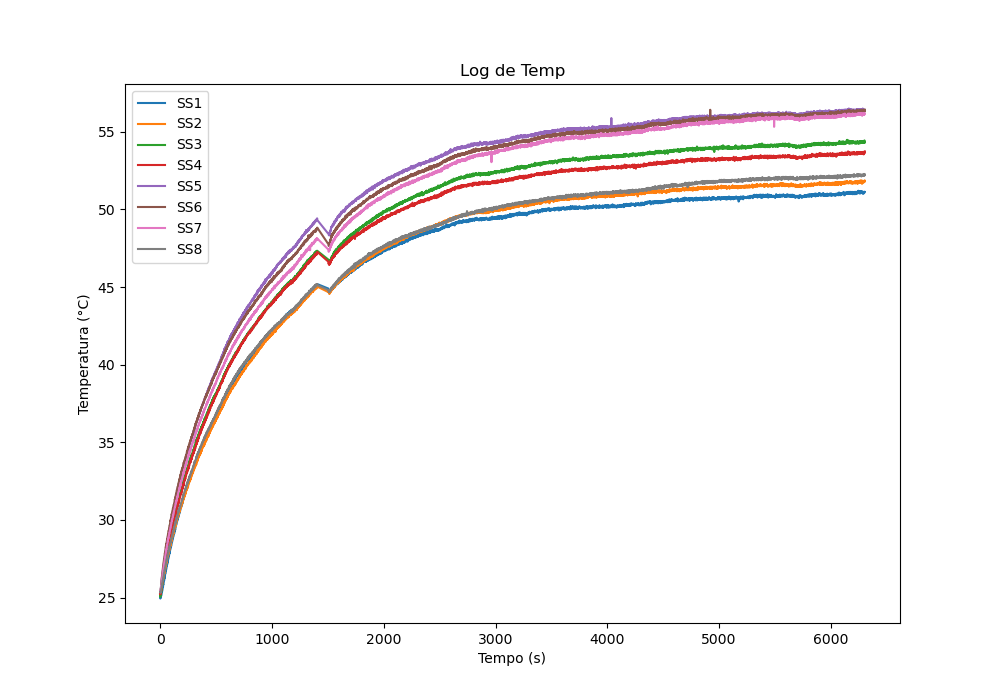 Log de Temp
SS1
SS2
SS3
SS4
SS5
SS6
SS7
SS8
Temperatura (°C)
55
50
45
40
35
30
25
0 1000 2000 3000 4000 5000 6000
Tempo (s)